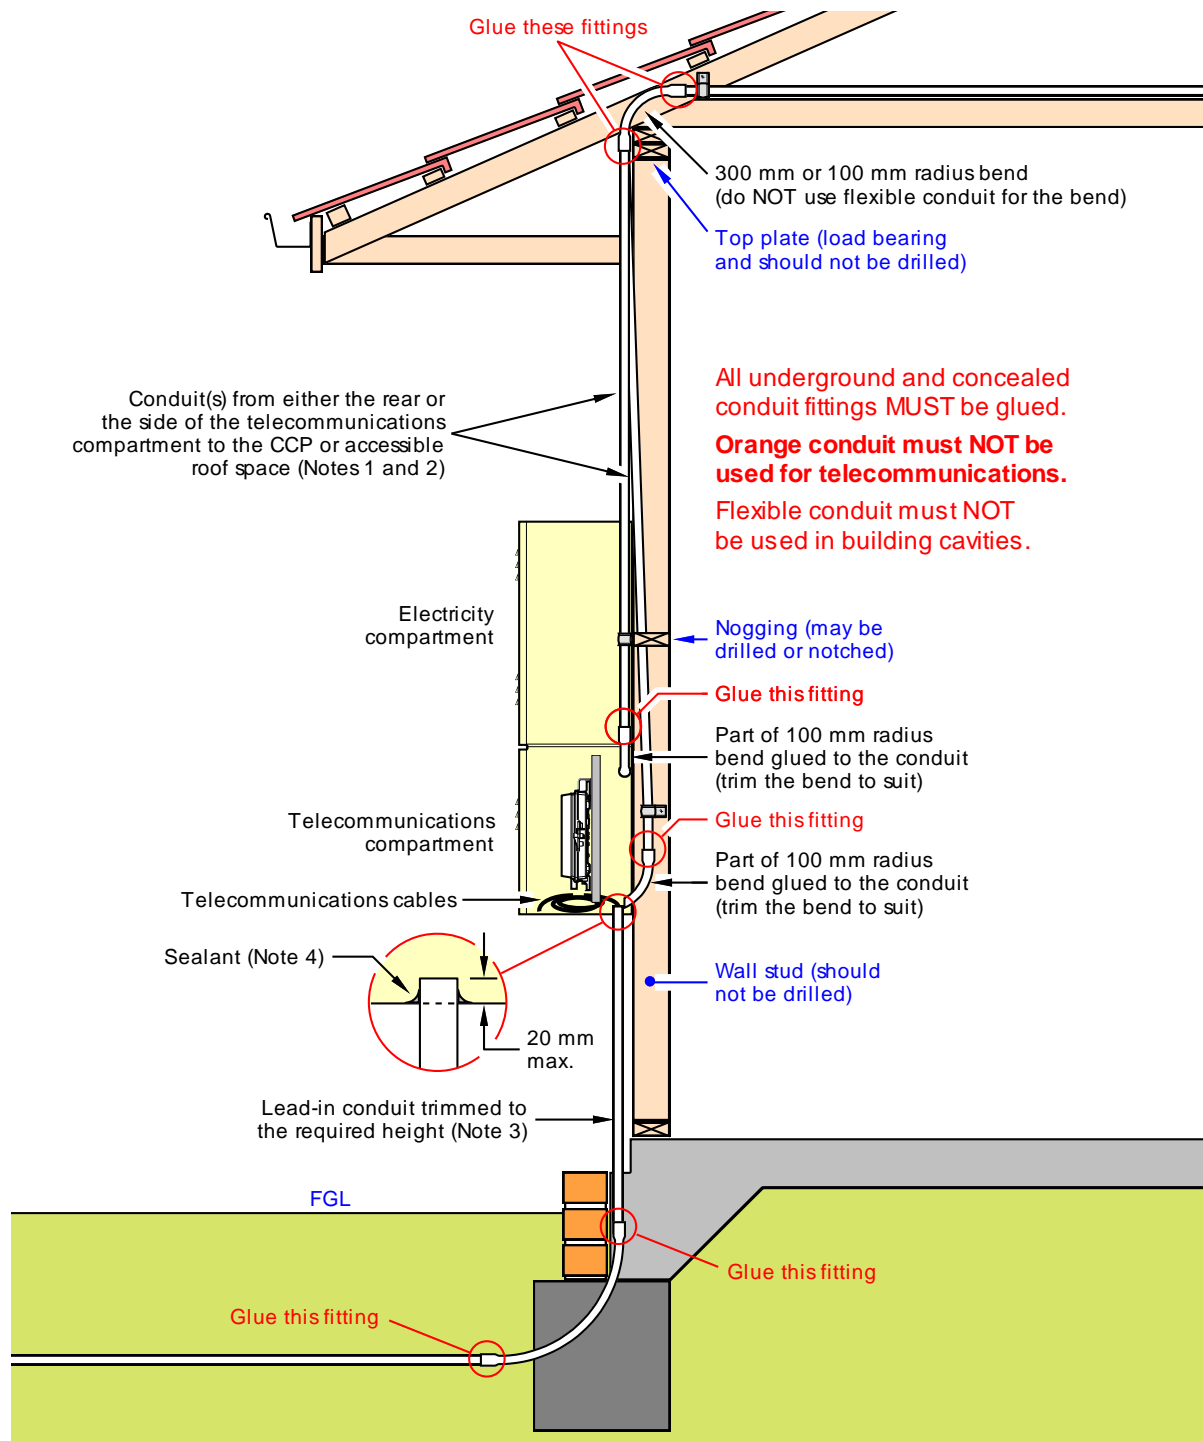 Glue these fittings
300 mm or 100 mm radius bend
(do NOT use flexible conduit for the bend)
Top plate (load bearing
and should not be drilled)
Conduit(s) from either the rear or
the side of the telecommunications
compartment to the CCP or accessible
roof space (Notes 1 and 2)
All underground and concealed
conduit fittings MUST be glued.
Orange conduit must NOT be
used for telecommunications.
Flexible conduit must NOT
be used in building cavities.
Electricity
compartment
Nogging (may be
drilled or notched)
Glue this fitting
Part of 100 mm radius
bend glued to the conduit
(trim the bend to suit)
Telecommunications
compartment
Glue this fitting
Part of 100 mm radius
bend glued to the conduit
(trim the bend to suit)
Telecommunications cables
Sealant (Note 4)
Wall stud (should
not be drilled)
20 mm
max.
Lead-in conduit trimmed to
the required height (Note 3)
FGL
Glue this fitting
Glue this fitting